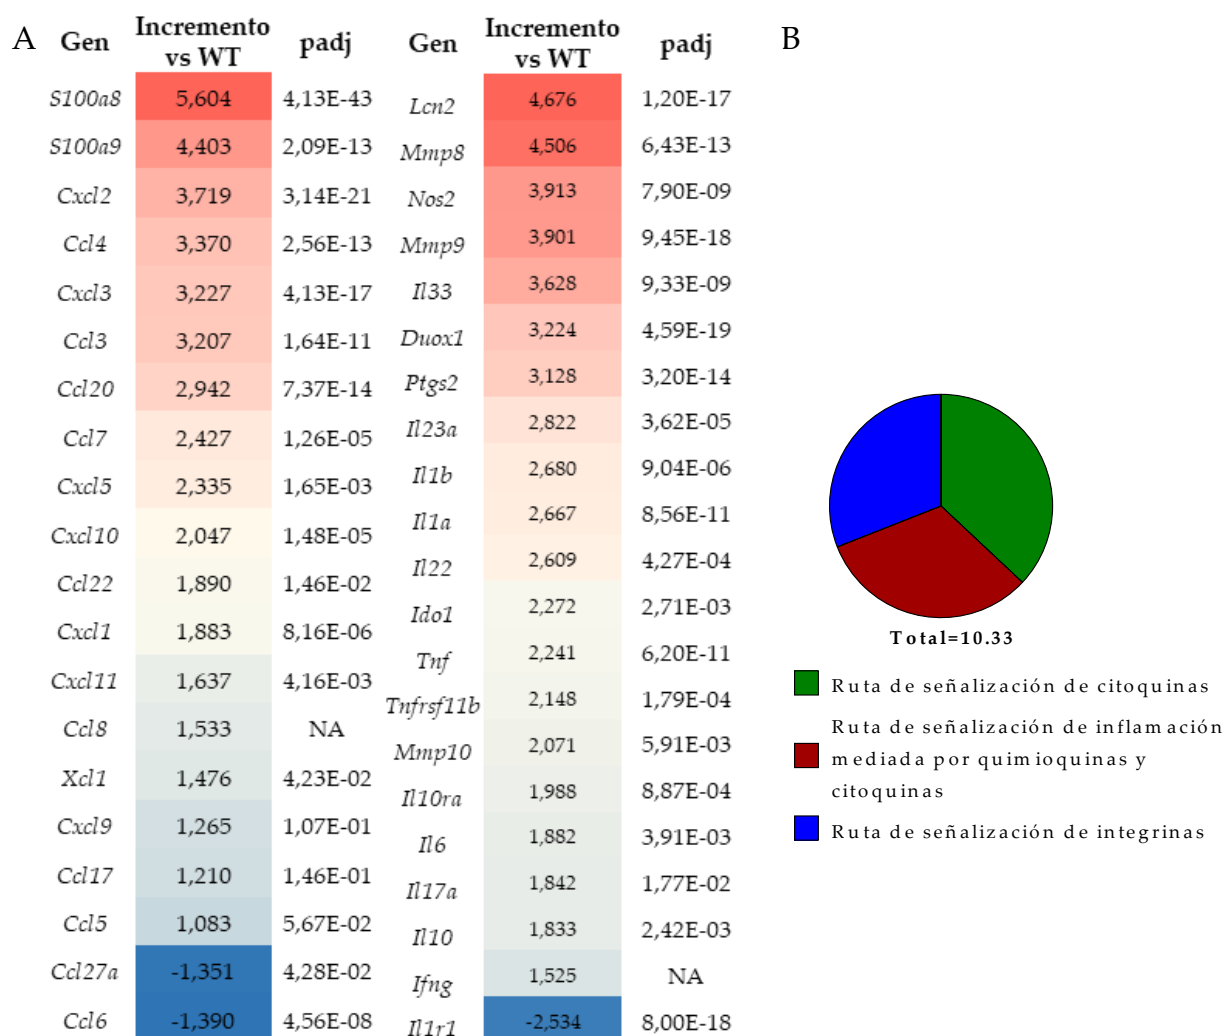 A
Gen Incremento vs WT padj
S100a8 5,604 4,13E-43
S100a9 4,403 2,09E-13
Cxcl2 3,719 3,14E-21
Ccl4 3,370 2,56E-13
Cxcl3 3,227 4,13E-17
Ccl3 3,207 1,64E-11
Ccl20 2,942 7,37E-14
Ccl7 2,427 1,26E-05
Cxcl5 2,335 1,65E-03
Cxcl10 2,047 1,48E-05
Ccl22 1,890 1,46E-02
Cxcl1 1,883 8,16E-06
Cxcl11 1,637 4,16E-03
Ccl8 1,533 NA
Xcl1 1,476 4,23E-02
Cxcl9 1,265 1,07E-01
Ccl17 1,210 1,46E-01
Ccl5 1,083 5,67E-02
Ccl27a -1,351 4,28E-02
Ccl6 -1,390 4,56E-08
Gen Incremento vs WT padj
Lcn2 4,676 1,20E-17
Mmp8 4,506 6,43E-13
Nos2 3,913 7,90E-09
Mmp9 3,901 9,45E-18
Il33 3,628 9,33E-09
Duox1 3,224 4,59E-19
Ptgs2 3,128 3,20E-14
Il23a 2,822 3,62E-05
Il1b 2,680 9,04E-06
Il1a 2,667 8,56E-11
Il22 2,609 4,27E-04
Ido1 2,272 2,71E-03
Tnf 2,241 6,20E-11
Tnfrsf11b 2,148 1,79E-04
Mmp10 2,071 5,91E-03
Il10ra 1,988 8,87E-04
Il6 1,882 3,91E-03
Il17a 1,842 1,77E-02
Il10 1,833 2,42E-03
Ifng 1,525 NA
Il1r1 -2,534 8,00E-18
B
Total=10.33
Ruta de señalización de citoquinas
Ruta de señalización de inflamación
mediada por quimioquinas y
citoquinas
Ruta de señalización de integrinas